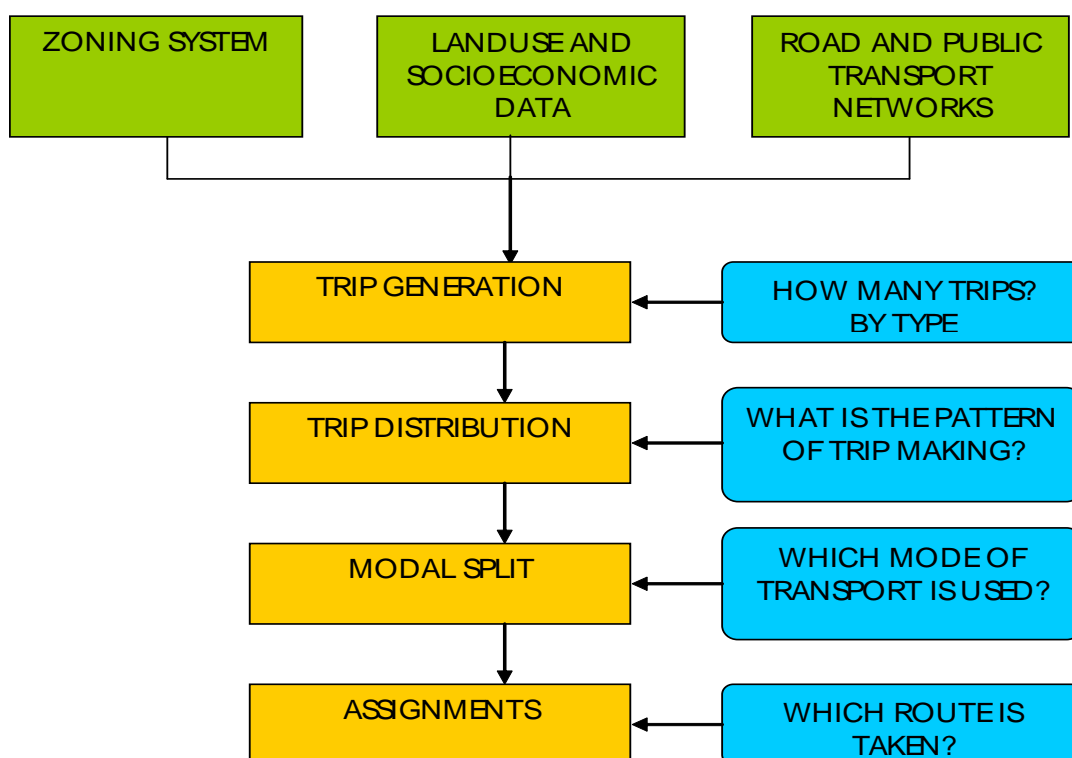 ZONING SYSTEM
LANDUSE AND
SOCIOECONOMIC
DATA
ROAD AND PUBLIC
TRANSPORT
NETWORKS
TRIP GENERATION
HOW MANY TRIPS?
BY TYPE
TRIP DISTRIBUTION
WHAT IS THE PATTERN
OF TRIP MAKING?
MODAL SPLIT
WHICH MODE OF
TRANSPORT IS USED?
ASSIGNMENTS
WHICH ROUTE IS
TAKEN?